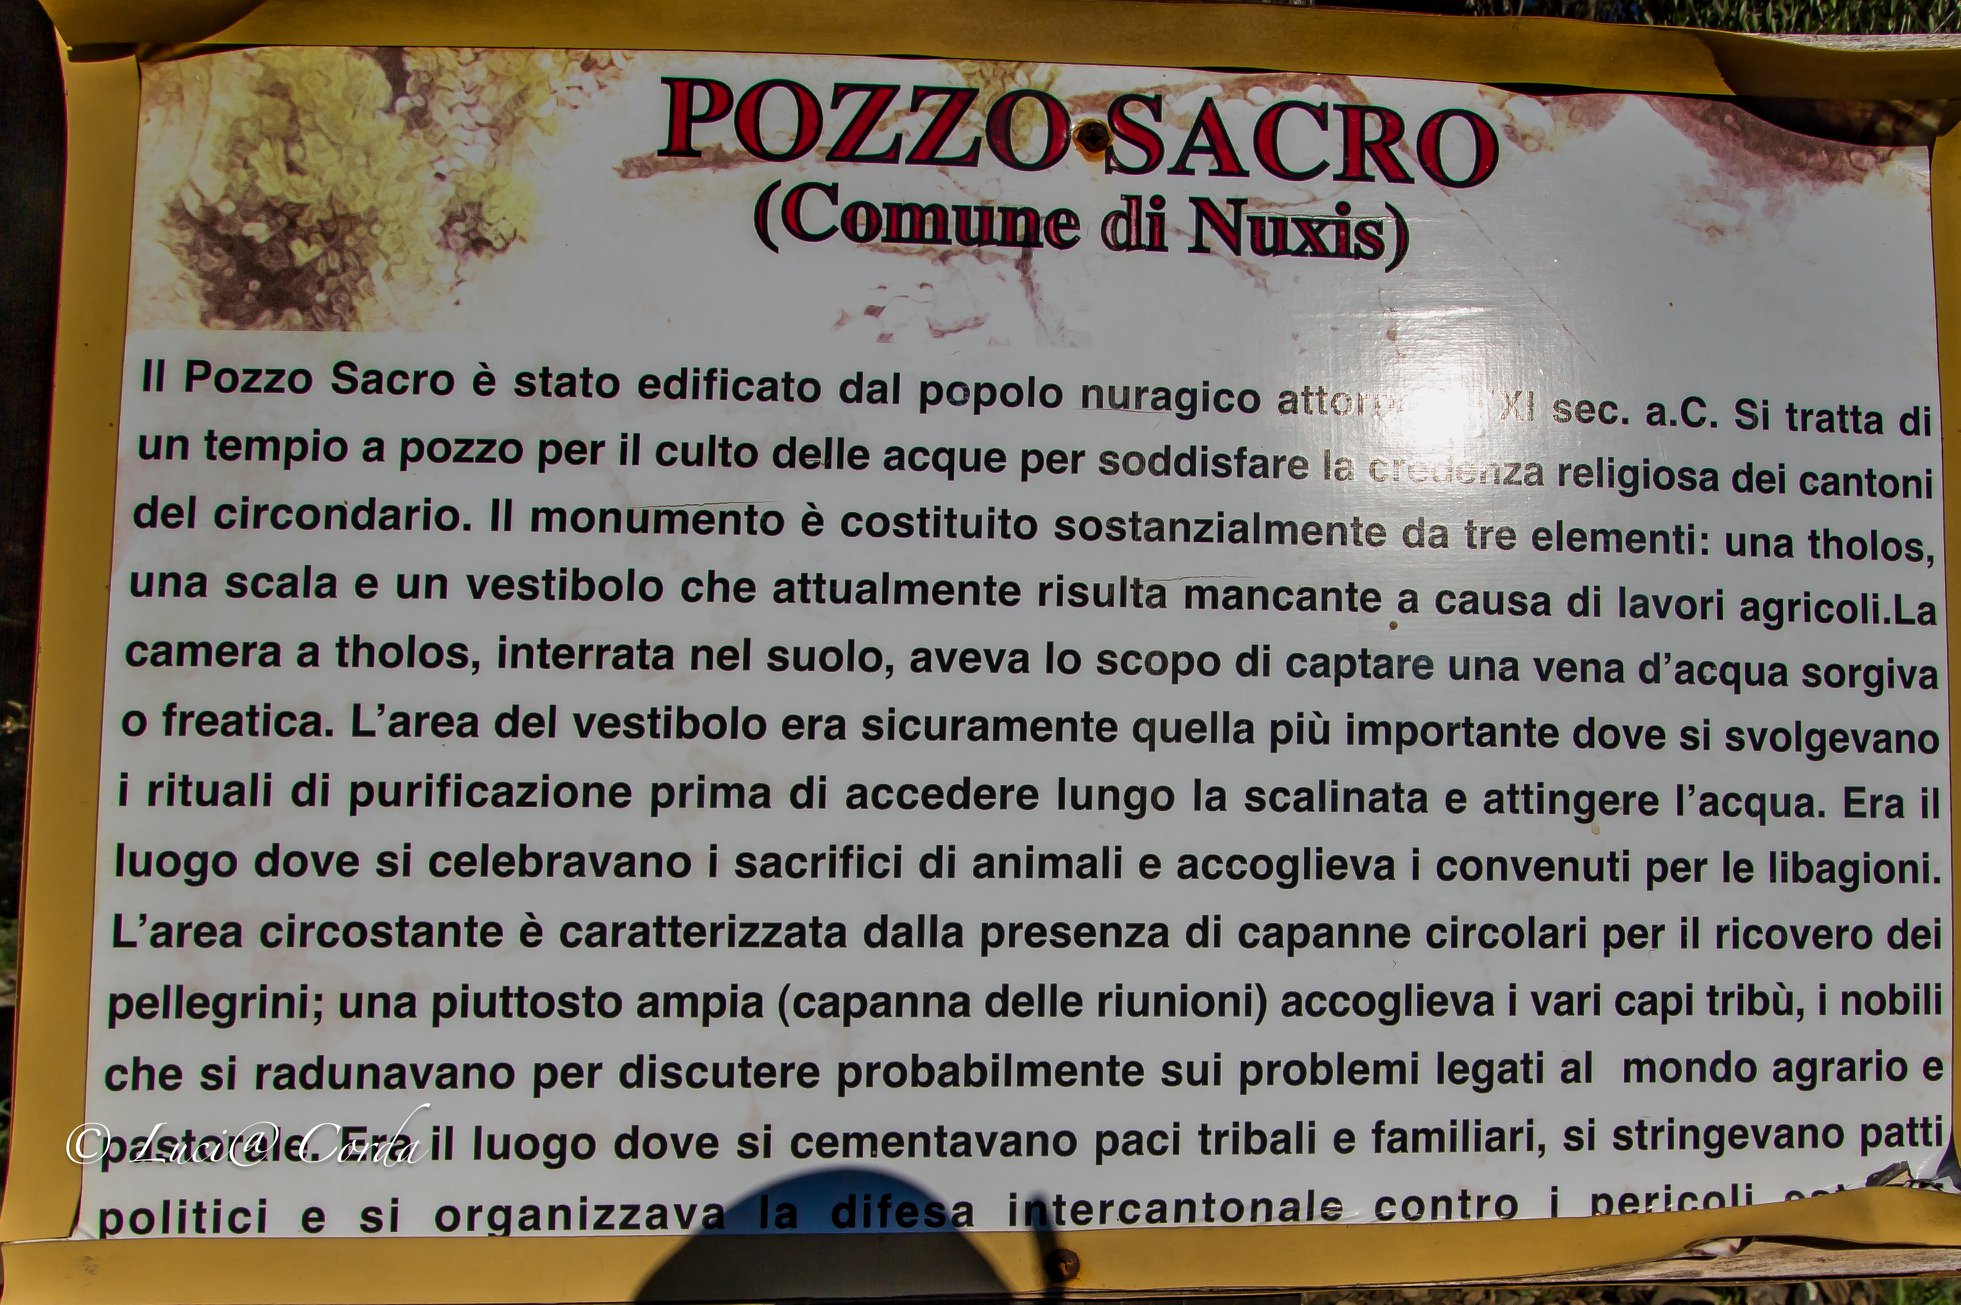 POZZO SACRO
(Comune di Nuxis)
Il Pozzo Sacro è stato edificato dal popolo nuragico XI sec. a.C. Si tratta di
un tempio a pozzo per il culto delle acque per soddisfare la credenza religiosa dei cantoni
del circondario. Il monumento è costituito sostanzialmente da tre elementi: una tholos,
una scala e un vestibolo che attualmente risulta mancante a causa di lavori agricoli.La
camera a tholos, interrata nel suolo, aveva lo scopo di captare una vena d'acqua sorgiva
o freatica. L'area del vestibolo era sicuramente quella più importante dove si svolgevano
i rituali di purificazione prima di accedere lungo la scalinata e attingere l'acqua. Era il
luogo dove si celebravano i sacrifici di animali e accoglieva i convenuti per le libagioni.
L'area circostante è caratterizzata dalla presenza di capanne circolari per il ricovero dei
pellegrini; una piuttosto ampia (capanna delle riunioni) accoglieva i vari capi tribù, i nobili
che si radunavano per discutere probabilmente sui problemi legati al mondo agrario e
pastorale. Era il luogo dove si cementavano paci tribali e familiari, si stringevano patti
politici e si organizzava la difesa intercantonale contro i pericoli
© Luci@ Corda